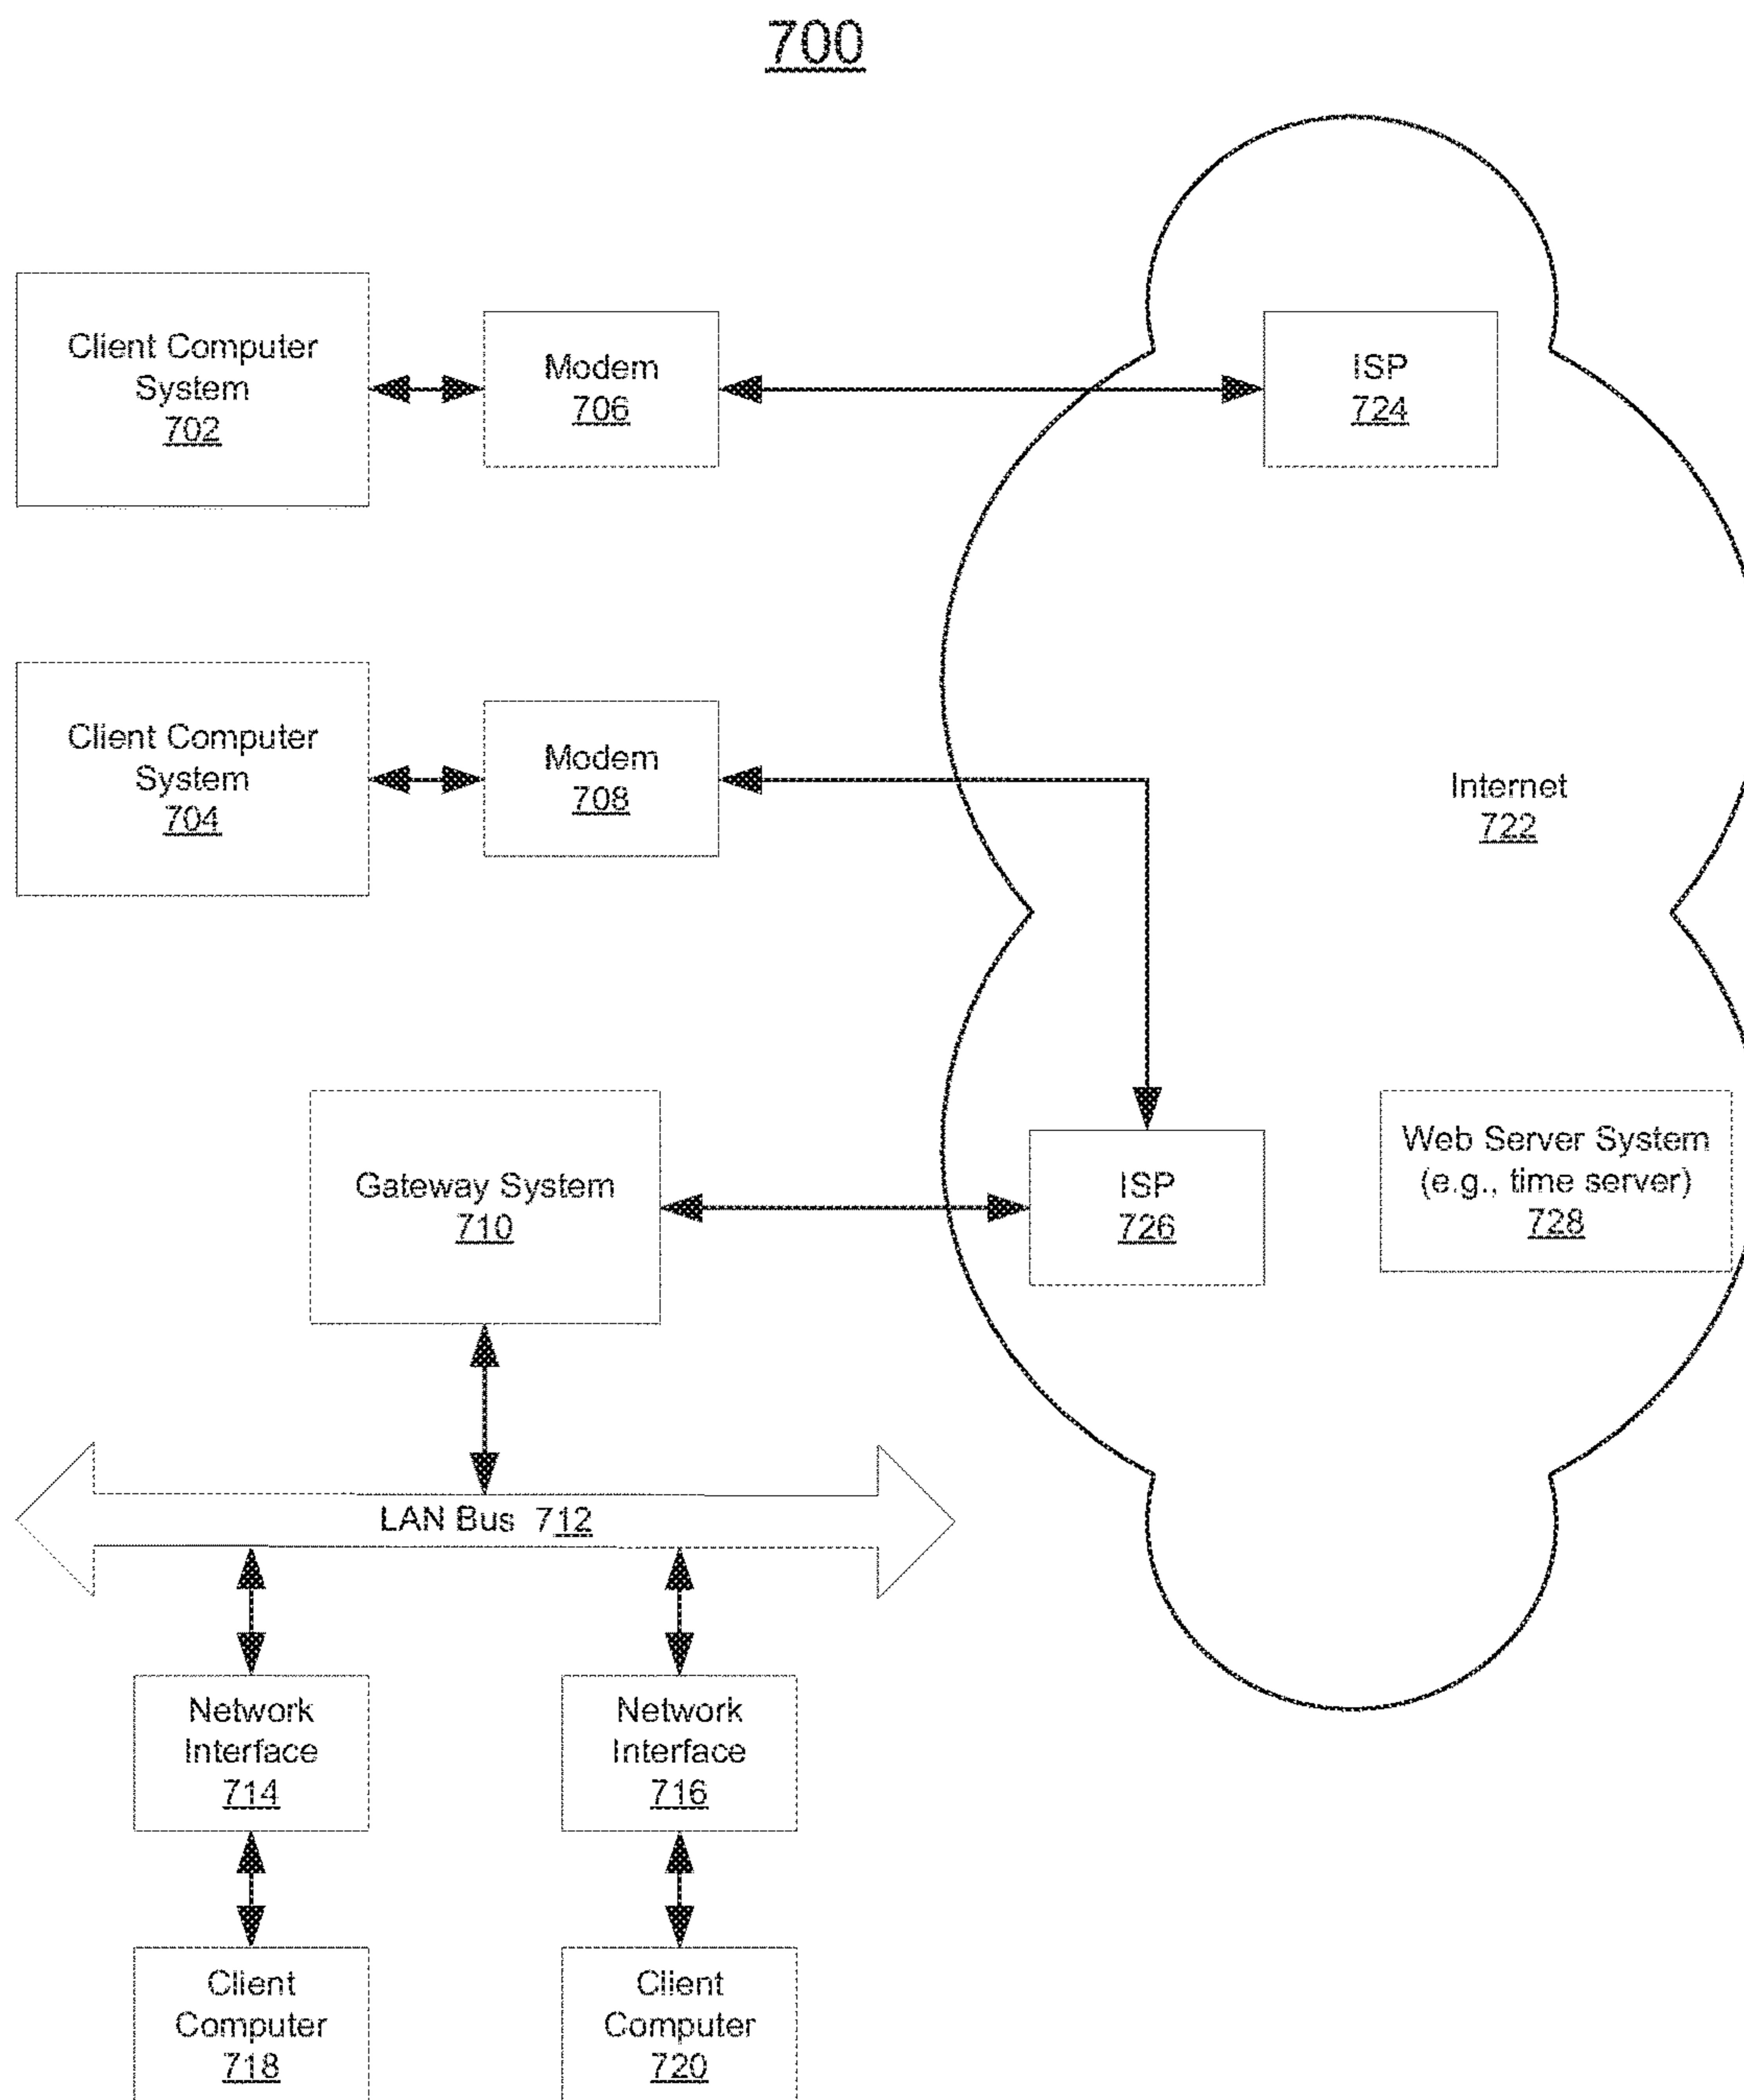 700
Client Computer
System
702
Modem
706
ISP
724
Client Computer
System
704
Modem
708
Internet
722
Gateway System
710
ISP
726
Web Server System
(e.g., time server)
728
LAN Bus 712
Network
Interface
714
Network
Interface
716
Client
Computer
718
Client
Computer
720